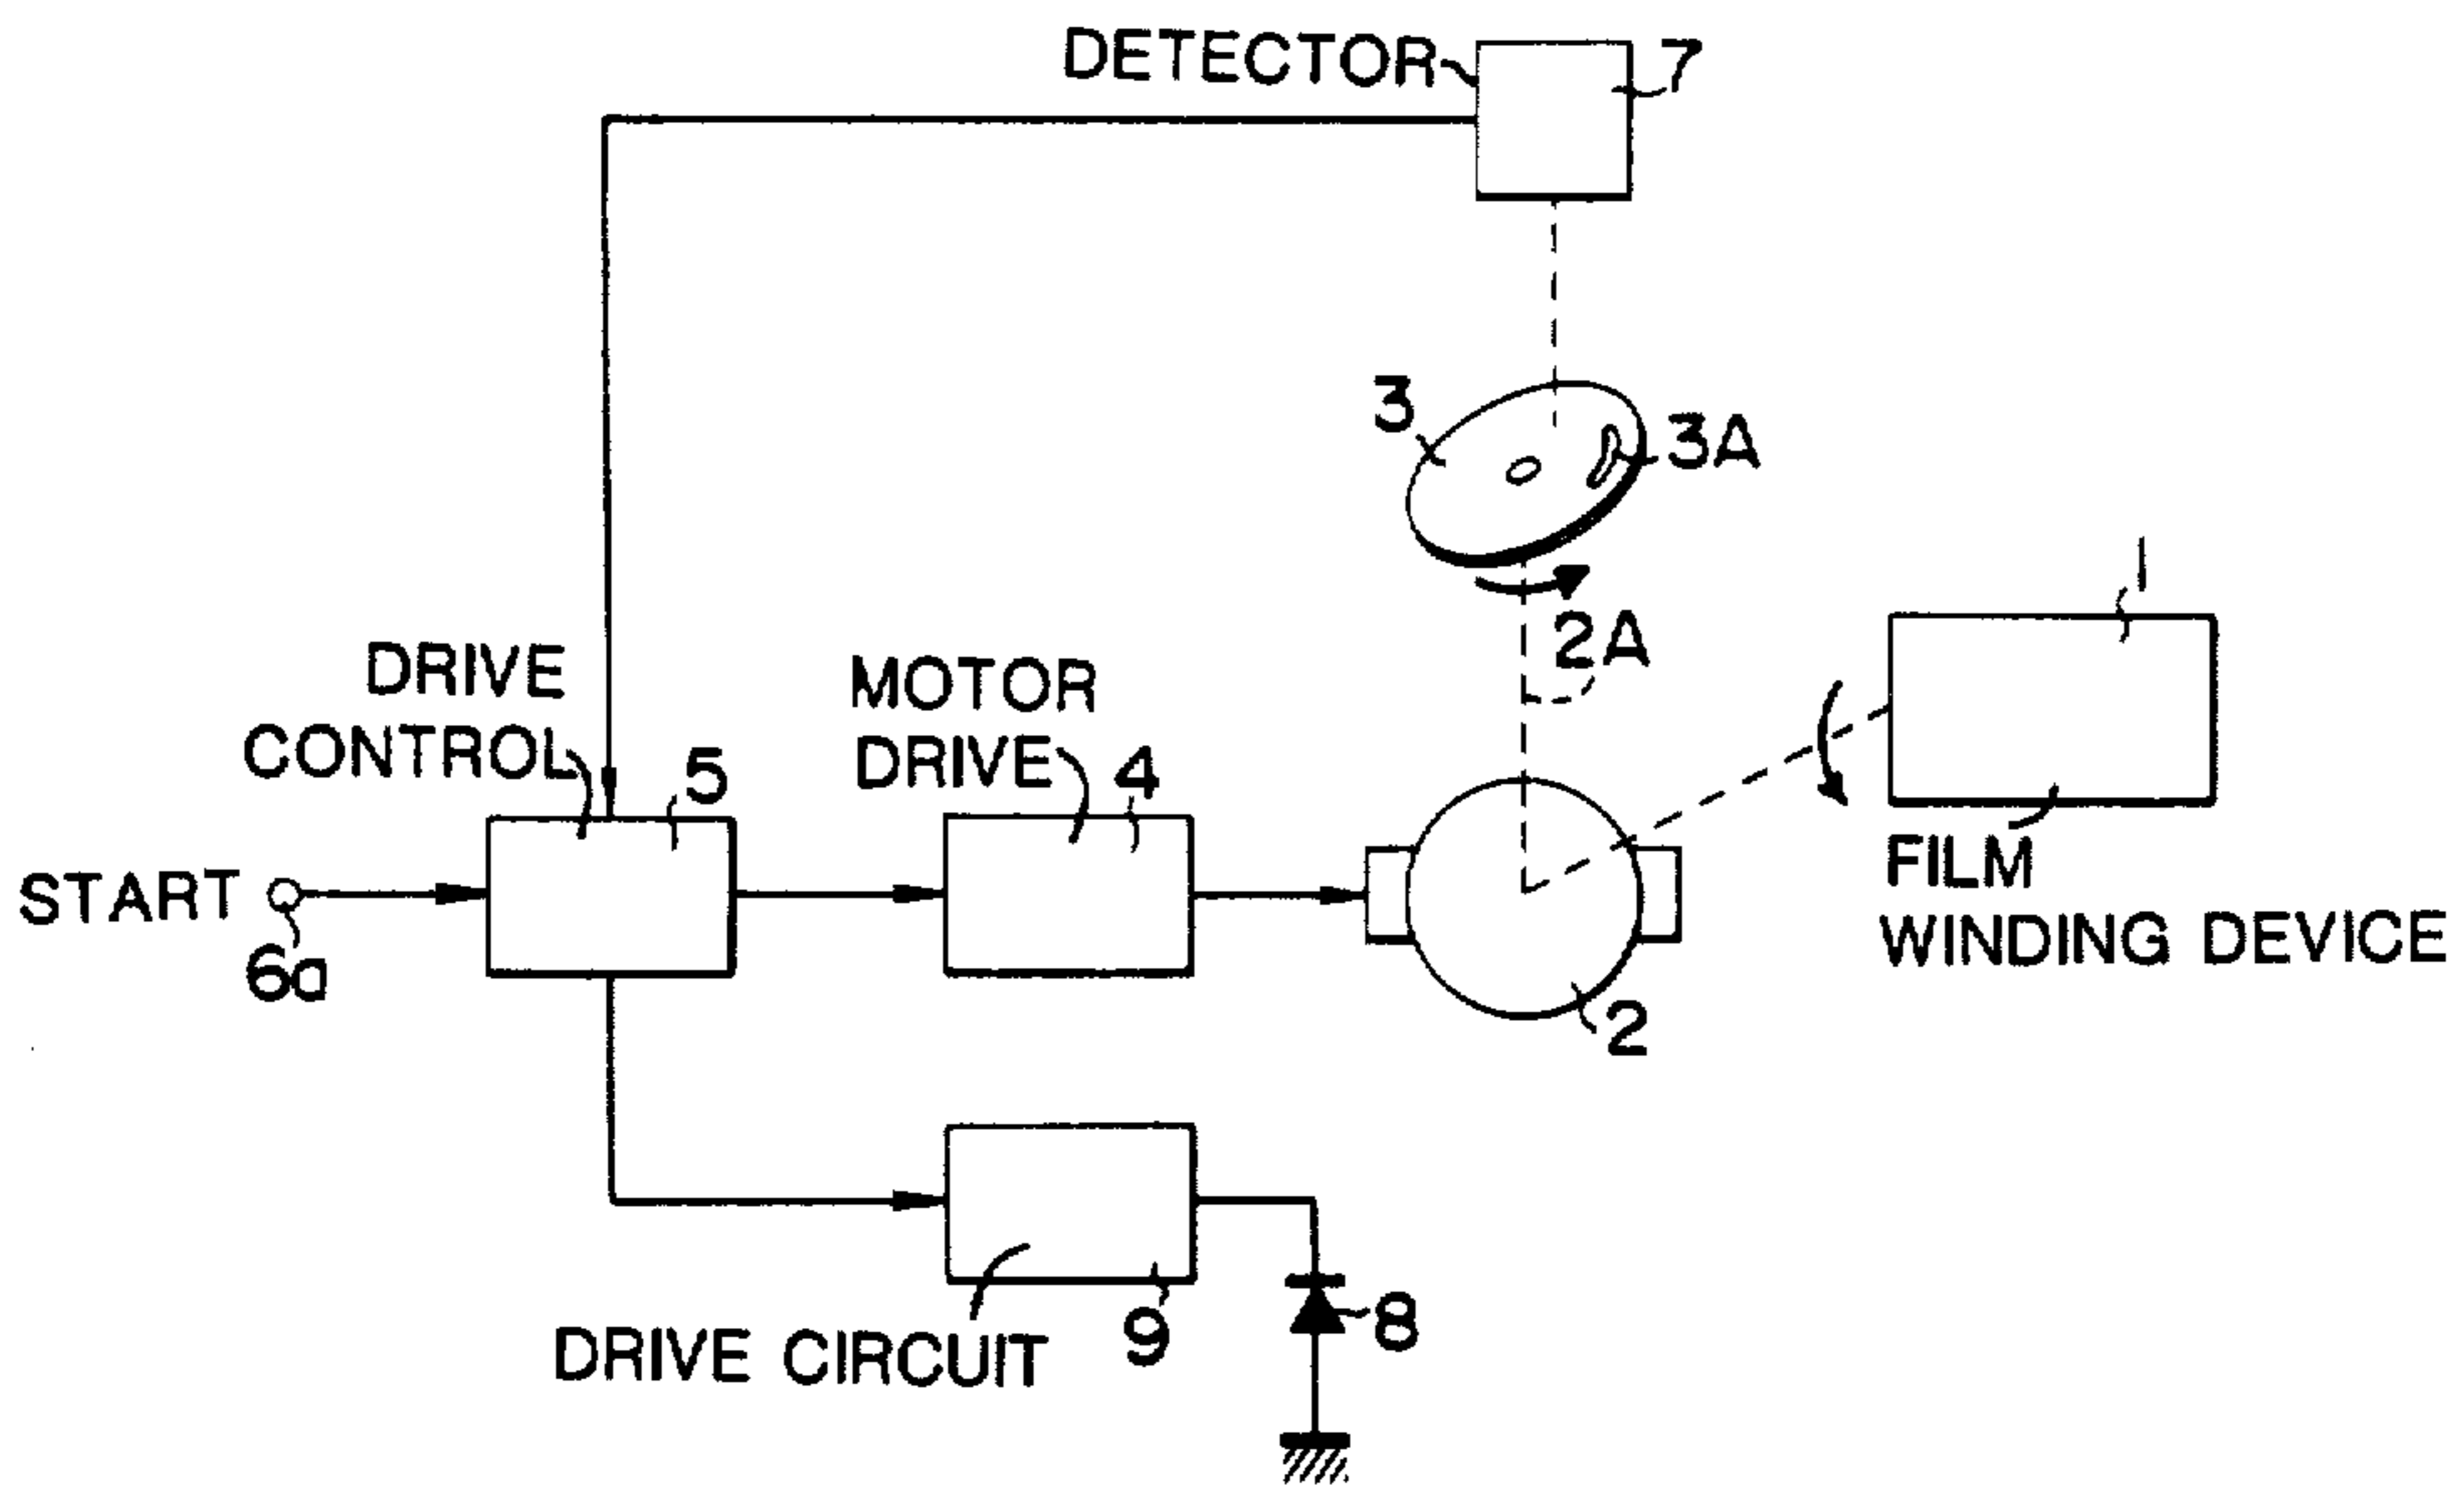 DETECTOR
7
3
3A
2A
1
DRIVE
CONTROL
5
MOTOR
DRIVE
4
START
6a
FILM
WINDING DEVICE
2
DRIVE CIRCUIT
9
8